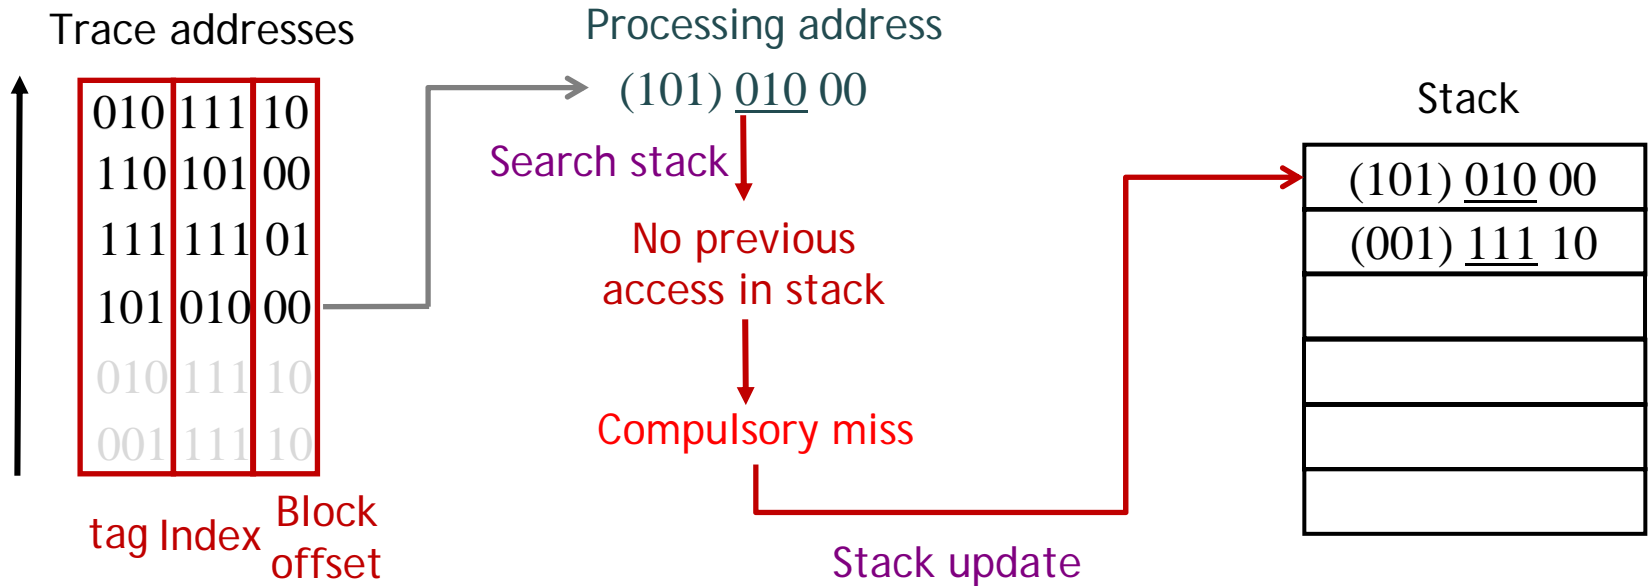 Trace addresses
010 111 10
110 101 00
111 111 01
101 010 00
010 111 10
001 111 10
tag Index Block
offset
Processing address
(101) 010 00
Search stack
No previous
access in stack
Compulsory miss
Stack update
Stack
(101) 010 00
(001) 111 10